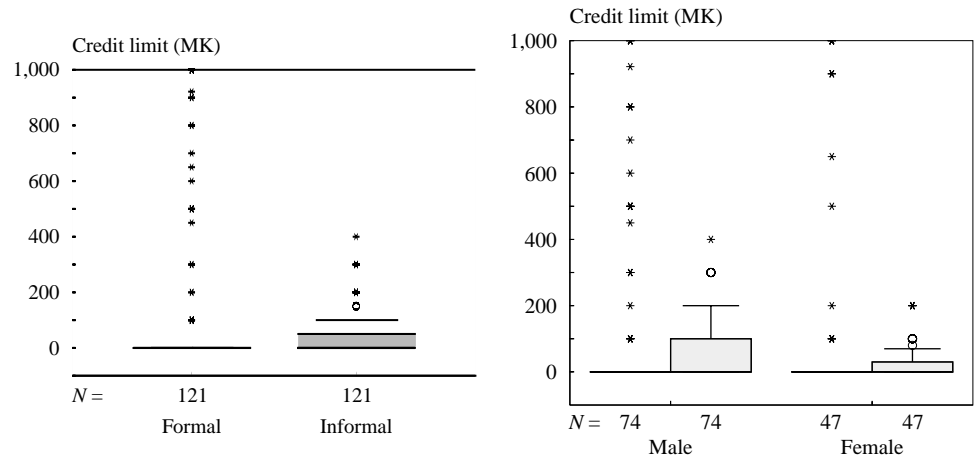 Credit limit (MK)
1,000
800
600
400
200
0
N = 121 121
Formal Informal
Credit limit (MK)
1,000
800
600
400
200
0
N = 74 74 47 47
Male Female